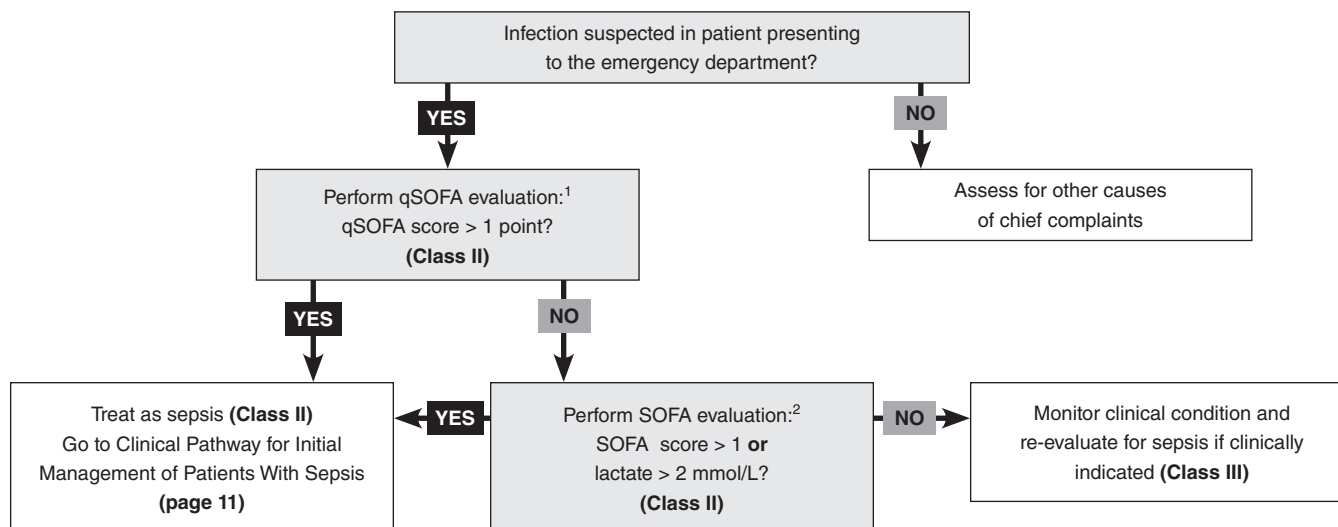 Infection suspected in patient presenting
to the emergency department?
YES
NO
Perform qSOFA evaluation:¹
qSOFA score > 1 point?
(Class II)
Assess for other causes
of chief complaints
YES
NO
Treat as sepsis (Class II)
Go to Clinical Pathway for Initial
Management of Patients With Sepsis
(page 11)
YES
Perform SOFA evaluation:²
SOFA score > 1 or
lactate > 2 mmol/L?
(Class II)
NO
Monitor clinical condition and
re-evaluate for sepsis if clinically
indicated (Class III)